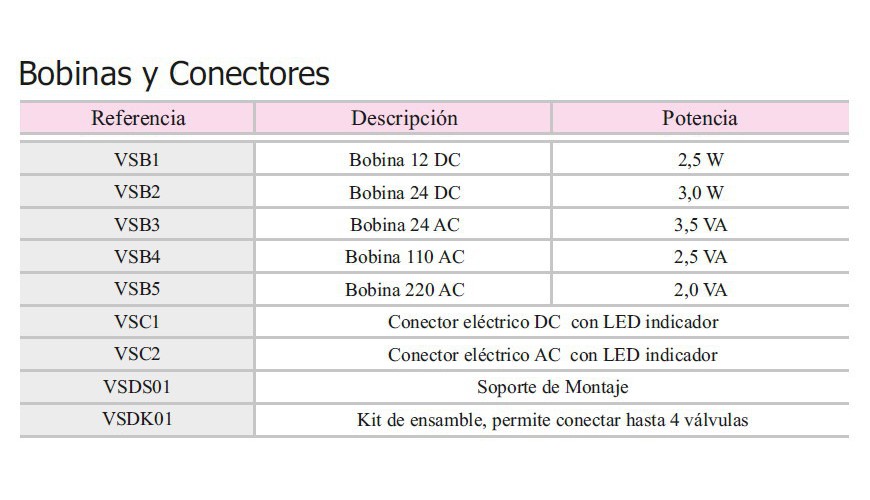 Bobinas y Conectores
Referencia Descripción Potencia
VSB1 Bobina 12 DC 2,5 W
VSB2 Bobina 24 DC 3,0 W
VSB3 Bobina 24 AC 3,5 VA
VSB4 Bobina 110 AC 2,5 VA
VSB5 Bobina 220 AC 2,0 VA
VSC1 Conector eléctrico DC con LED indicador
VSC2 Conector eléctrico AC con LED indicador
VSDS01 Soporte de Montaje
VSDK01 Kit de ensamble, permite conectar hasta 4 válvulas